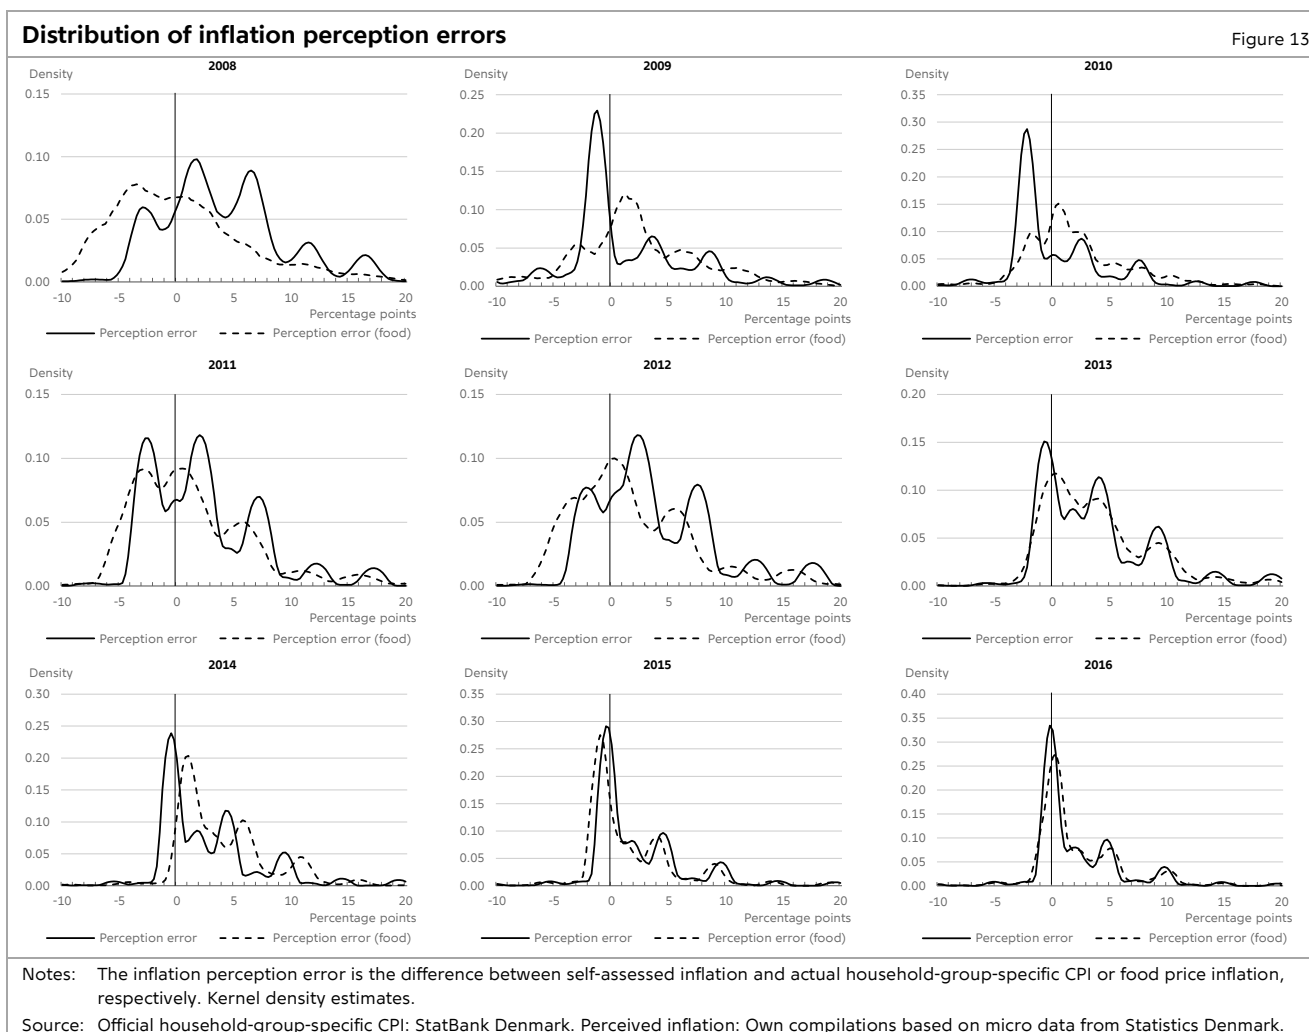 Distribution of inflation perception errors
Figure 13
2008
Density
0.15
0.10
0.05
0.00
-10 -5 0 5 10 15 20
Percentage points
Perception error Perception error (food)
2009
Density
0.25
0.20
0.15
0.10
0.05
0.00
-10 -5 0 5 10 15 20
Percentage points
Perception error Perception error (food)
2010
Density
0.35
0.30
0.25
0.20
0.15
0.10
0.05
0.00
-10 -5 0 5 10 15 20
Percentage points
Perception error Perception error (food)
2011
Density
0.15
0.10
0.05
0.00
-10 -5 0 5 10 15 20
Percentage points
Perception error Perception error (food)
2012
Density
0.15
0.10
0.05
0.00
-10 -5 0 5 10 15 20
Percentage points
Perception error Perception error (food)
2013
Density
0.20
0.15
0.10
0.05
0.00
-10 -5 0 5 10 15 20
Percentage points
Perception error Perception error (food)
2014
Density
0.30
0.25
0.20
0.15
0.10
0.05
0.00
-10 -5 0 5 10 15 20
Percentage points
Perception error Perception error (food)
2015
Density
0.35
0.30
0.25
0.20
0.15
0.10
0.05
0.00
-10 -5 0 5 10 15 20
Percentage points
Perception error Perception error (food)
2016
Density
0.40
0.35
0.30
0.25
0.20
0.15
0.10
0.05
0.00
-10 -5 0 5 10 15 20
Percentage points
Perception error Perception error (food)
Notes: The inflation perception error is the difference between self-assessed inflation and actual household-group-specific CPI or food price inflation,
respectively. Kernel density estimates.
Source: Official household-group-specific CPI: StatBank Denmark. Perceived inflation: Own compilations based on micro data from Statistics Denmark.